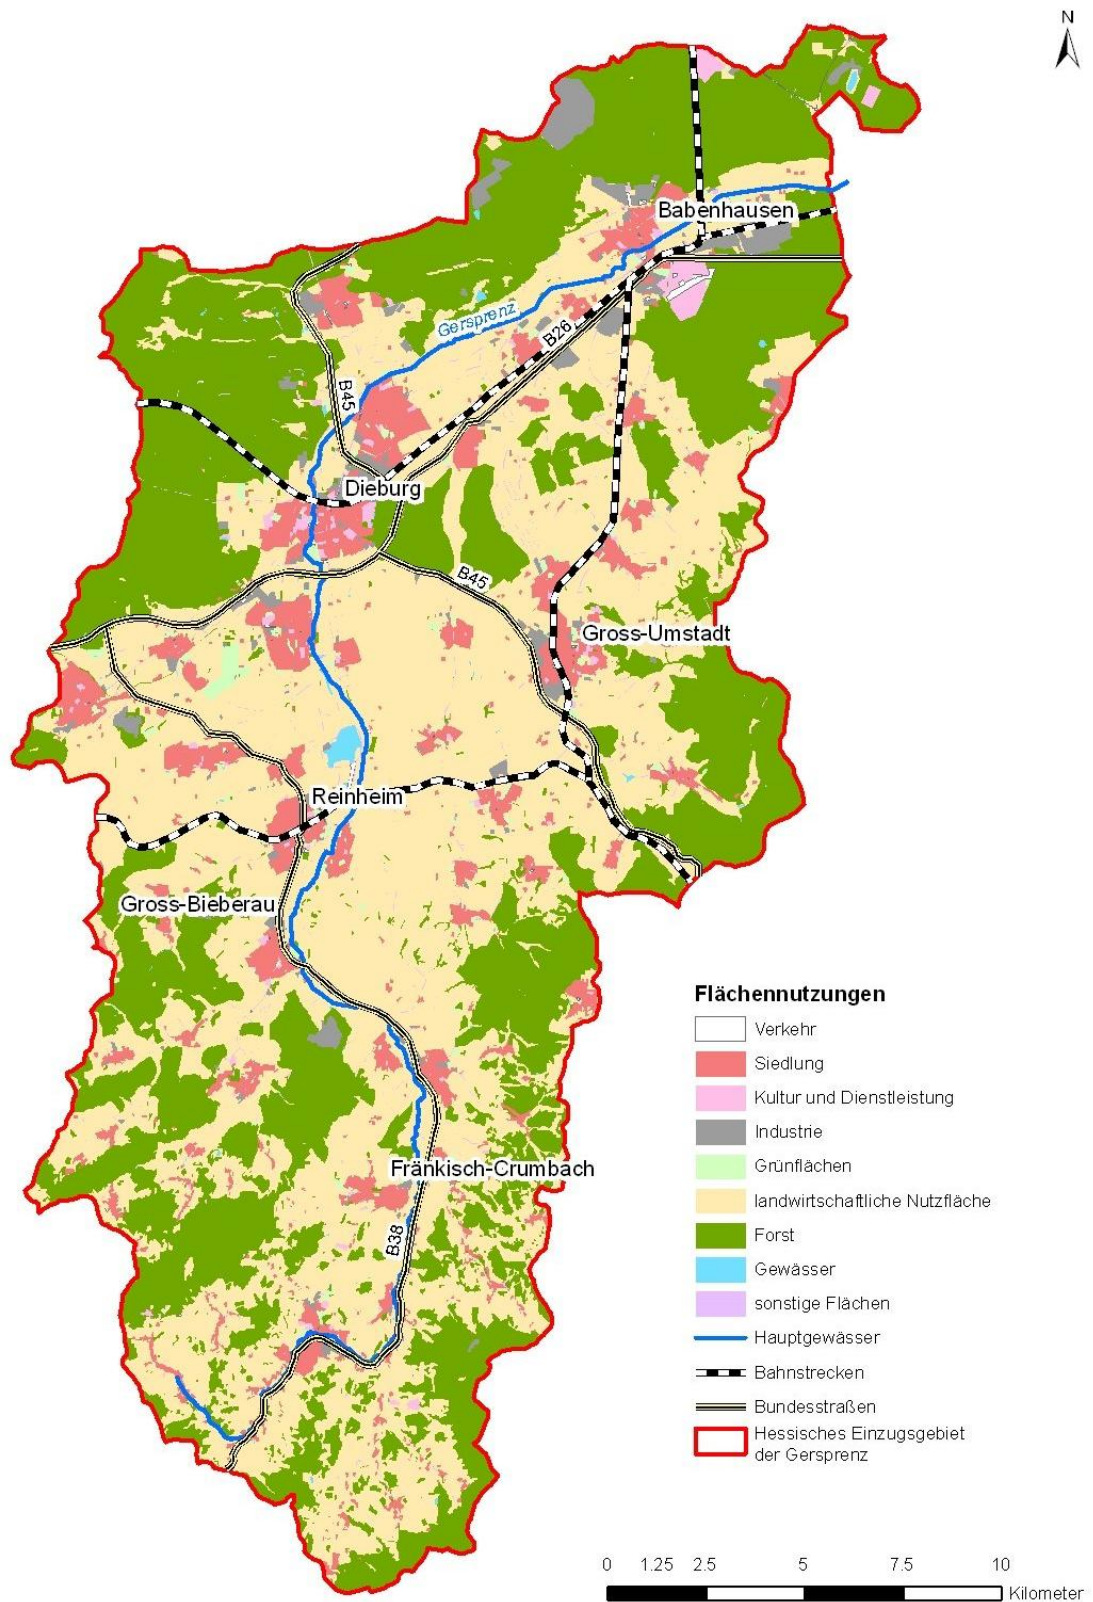 N
Babenhausen
Gersprenz
B26
B45
Dieburg
B45
Gross-Umstadt
Reinheim
Gross-Bieberau
Fränkisch-Crumbach
B38
Flächennutzungen
Verkehr
Siedlung
Kultur und Dienstleistung
Industrie
Grünflächen
landwirtschaftliche Nutzfläche
Forst
Gewässer
sonstige Flächen
Hauptgewässer
Bahnstrecken
Bundesstraßen
Hessisches Einzugsgebiet
der Gersprenz
0 1.25 2.5 5 7.5 10
Kilometer